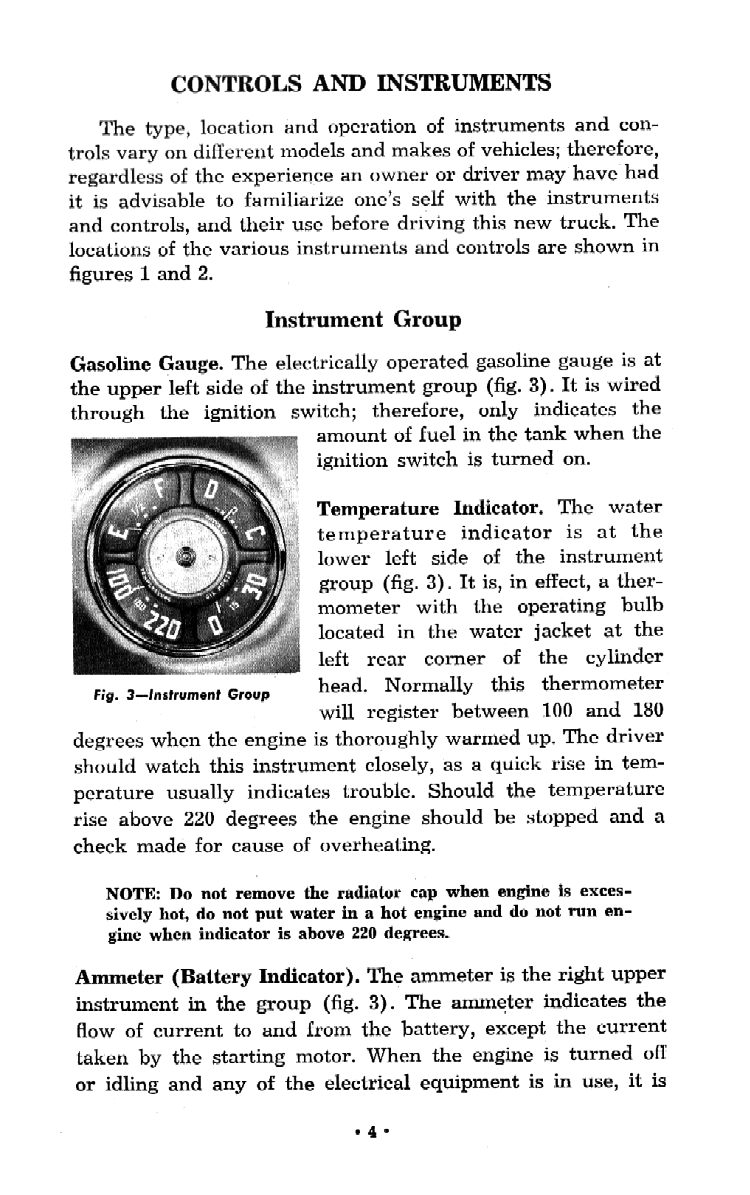 CONTROLS AND INSTRUMENTS
The type, location and operation of instruments and con-
trols vary on different models and makes of vehicles; therefore,
regardless of the experience an owner or driver may have had
it is advisable to familiarize one's self with the instruments
and controls, and their use before driving this new truck. The
locations of the various instruments and controls are shown in
figures 1 and 2.
Instrument Group
Gasoline Gauge. The electrically operated gasoline gauge is at
the upper left side of the instrument group (fig. 3). It is wired
through the ignition switch; therefore, only indicates the
amount of fuel in the tank when the
ignition switch is turned on.
E F D C
100 220 0 30
Fig. 3—Instrument Group
Temperature Indicator. The water
temperature indicator is at the
lower left side of the instrument
group (fig. 3). It is, in effect, a ther-
mometer with the operating bulb
located in the water jacket at the
left rear corner of the cylinder
head. Normally this thermometer
will register between 100 and 180
degrees when the engine is thoroughly warmed up. The driver
should watch this instrument closely, as a quick rise in tem-
perature usually indicates trouble. Should the temperature
rise above 220 degrees the engine should be stopped and a
check made for cause of overheating.
NOTE: Do not remove the radiator cap when engine is exces-
sively hot, do not put water in a hot engine and do not run en-
gine when indicator is above 220 degrees.
Ammeter (Battery Indicator). The ammeter is the right upper
instrument in the group (fig. 3). The ammeter indicates the
flow of current to and from the battery, except the current
taken by the starting motor. When the engine is turned off
or idling and any of the electrical equipment is in use, it is
• 4 •